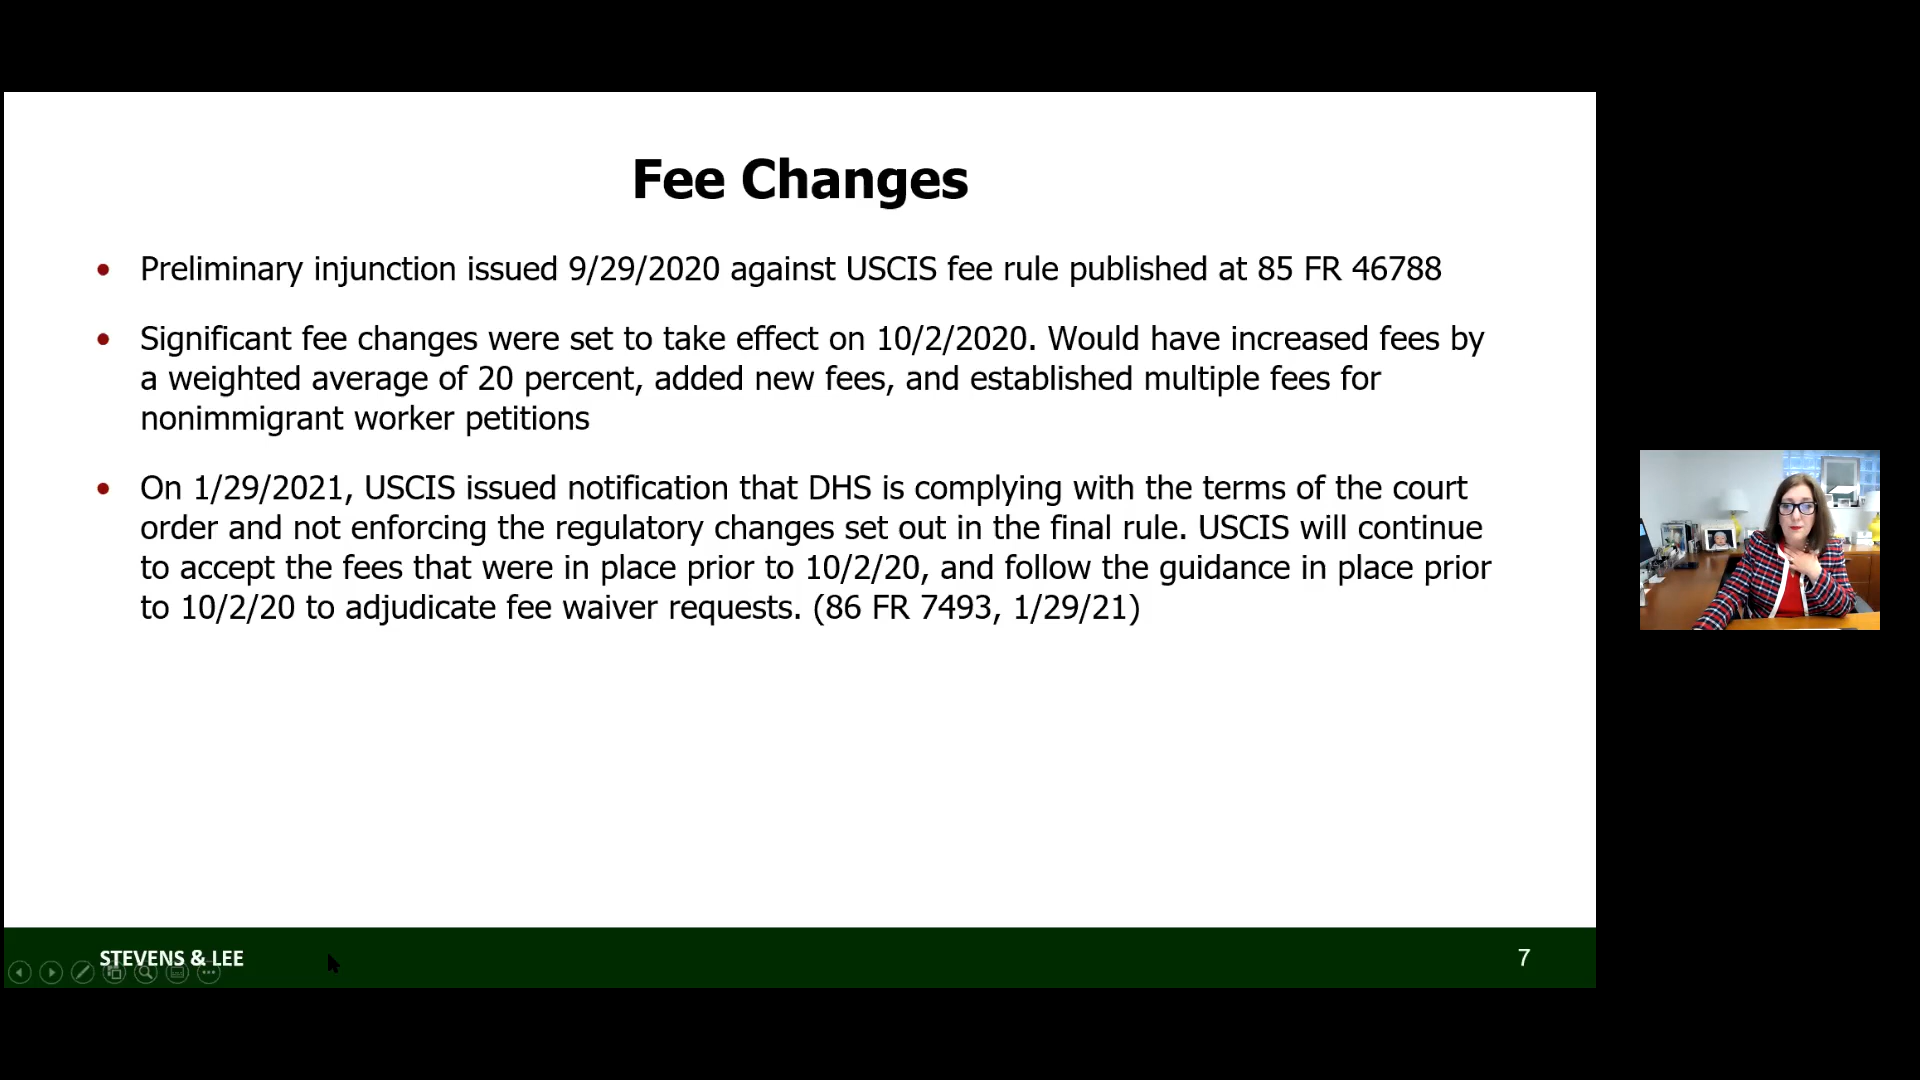 Fee Changes
• Preliminary injunction issued 9/29/2020 against USCIS fee rule published at 85 FR 46788
• Significant fee changes were set to take effect on 10/2/2020. Would have increased fees by
a weighted average of 20 percent, added new fees, and established multiple fees for
nonimmigrant worker petitions
• On 1/29/2021, USCIS issued notification that DHS is complying with the terms of the court
order and not enforcing the regulatory changes set out in the final rule. USCIS will continue
to accept the fees that were in place prior to 10/2/20, and follow the guidance in place prior
to 10/2/20 to adjudicate fee waiver requests. (86 FR 7493, 1/29/21)
STEVENS & LEE
7